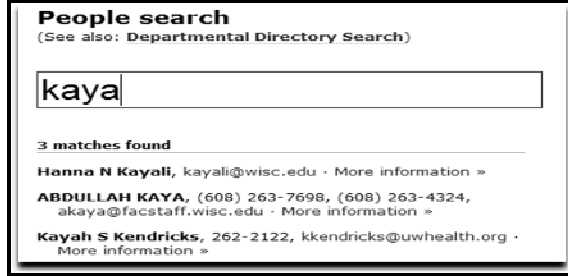 People search
(See also: Departmental Directory Search)
kaya
3 matches found
Hanna N Kayali, kayali@wisc.edu · More information »
ABDULLAH KAYA, (608) 263-7698, (608) 263-4324,
akaya@facstaff.wisc.edu · More information »
Kayah S Kendricks, 262-2122, kkendricks@uwhealth.org ·
More information »